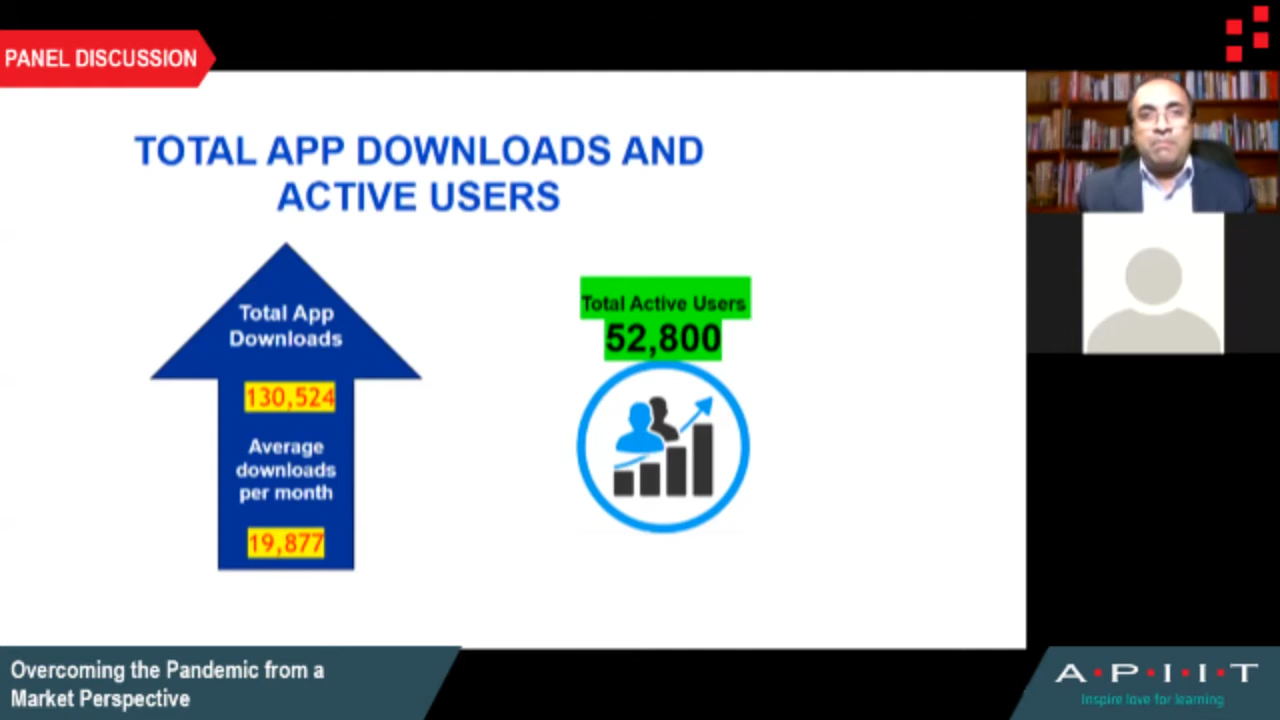 PANEL DISCUSSION
TOTAL APP DOWNLOADS AND
ACTIVE USERS
Total App
Downloads
130,524
Average
downloads
per month
19,877
Total Active Users
52,800
Overcoming the Pandemic from a
Market Perspective
A·P·I·I·T
Inspire love for learning